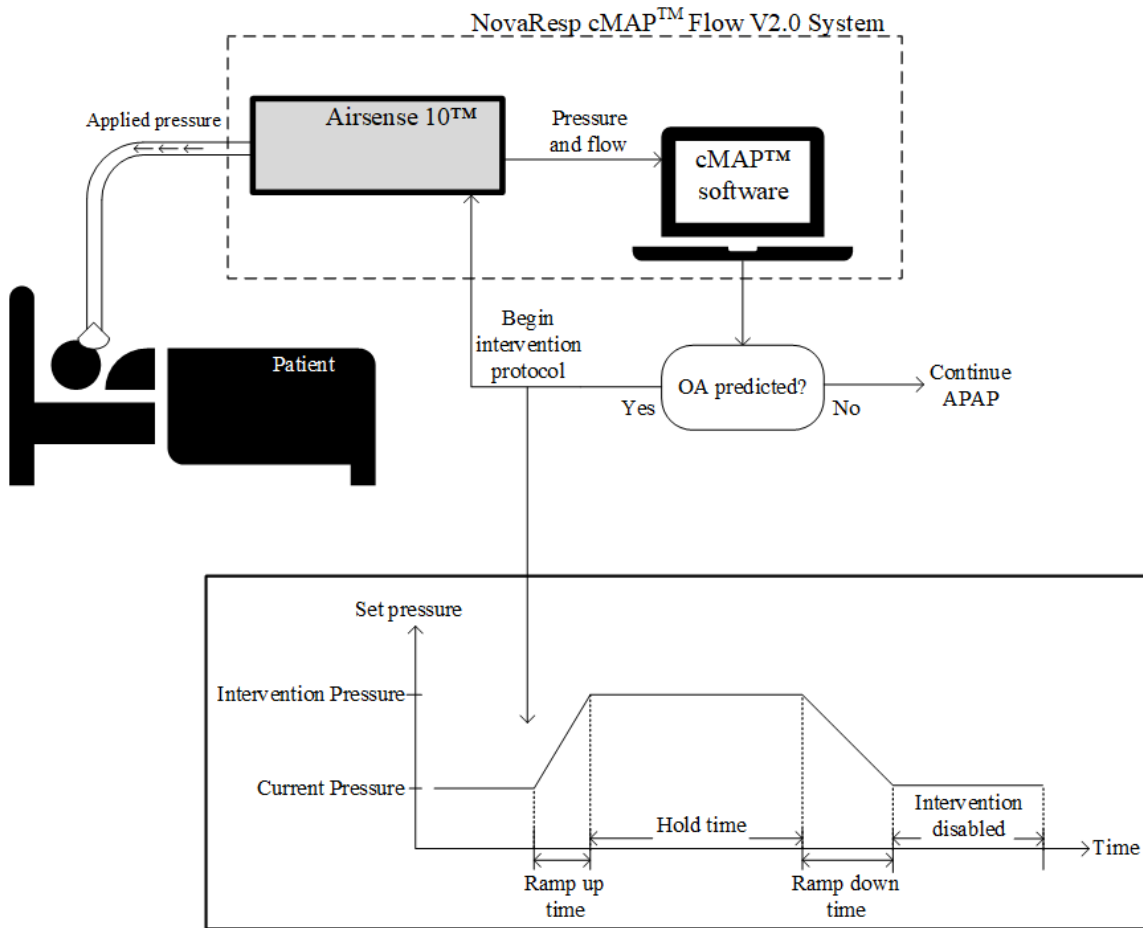 NovaResp cMAP™ Flow V2.0 System
Applied pressure
Airsense 10™
Pressure
and flow
cMAP™
software
Patient
Begin
intervention
protocol
Yes
OA predicted?
No
Continue
APAP
Set pressure
Intervention Pressure
Current Pressure
Hold time
Intervention
disabled
Time
Ramp up
time
Ramp down
time